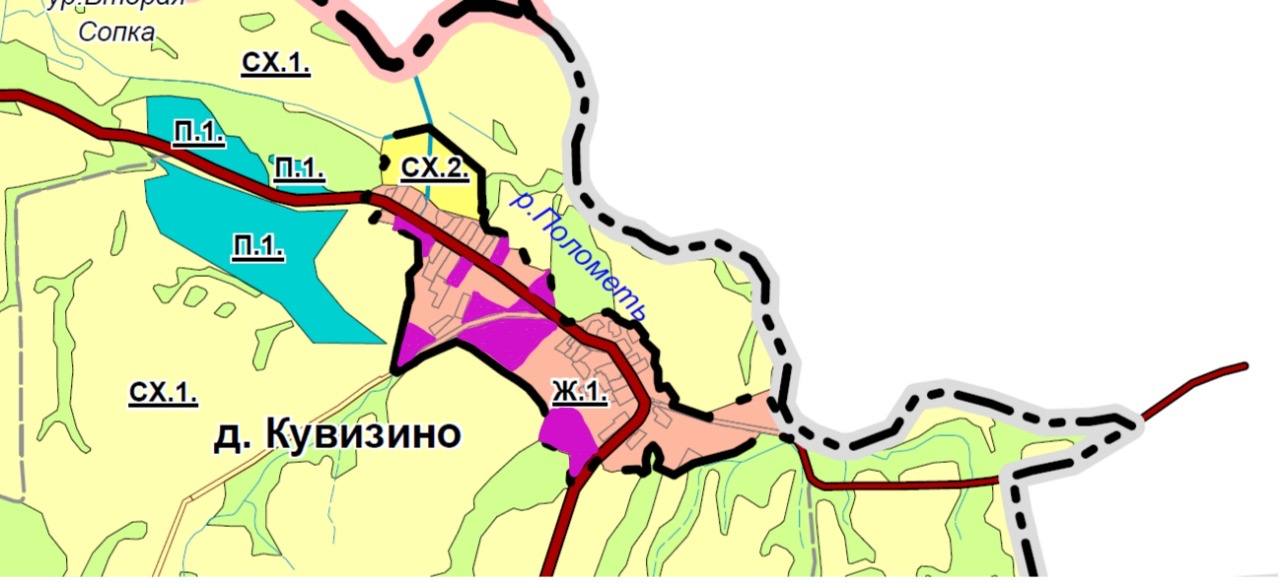 ур.Вторая
Сопка
СХ.1.
П.1.
П.1.
СХ.2.
р.Полометь
П.1.
СХ.1.
Ж.1.
д. Кувизино